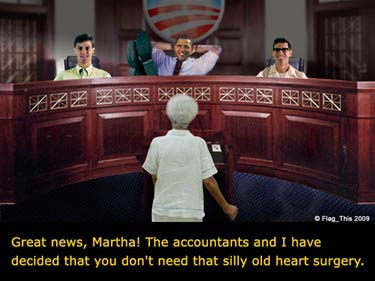 © Flag_This 2009
Great news, Martha! The accountants and I have
decided that you don't need that silly old heart surgery.